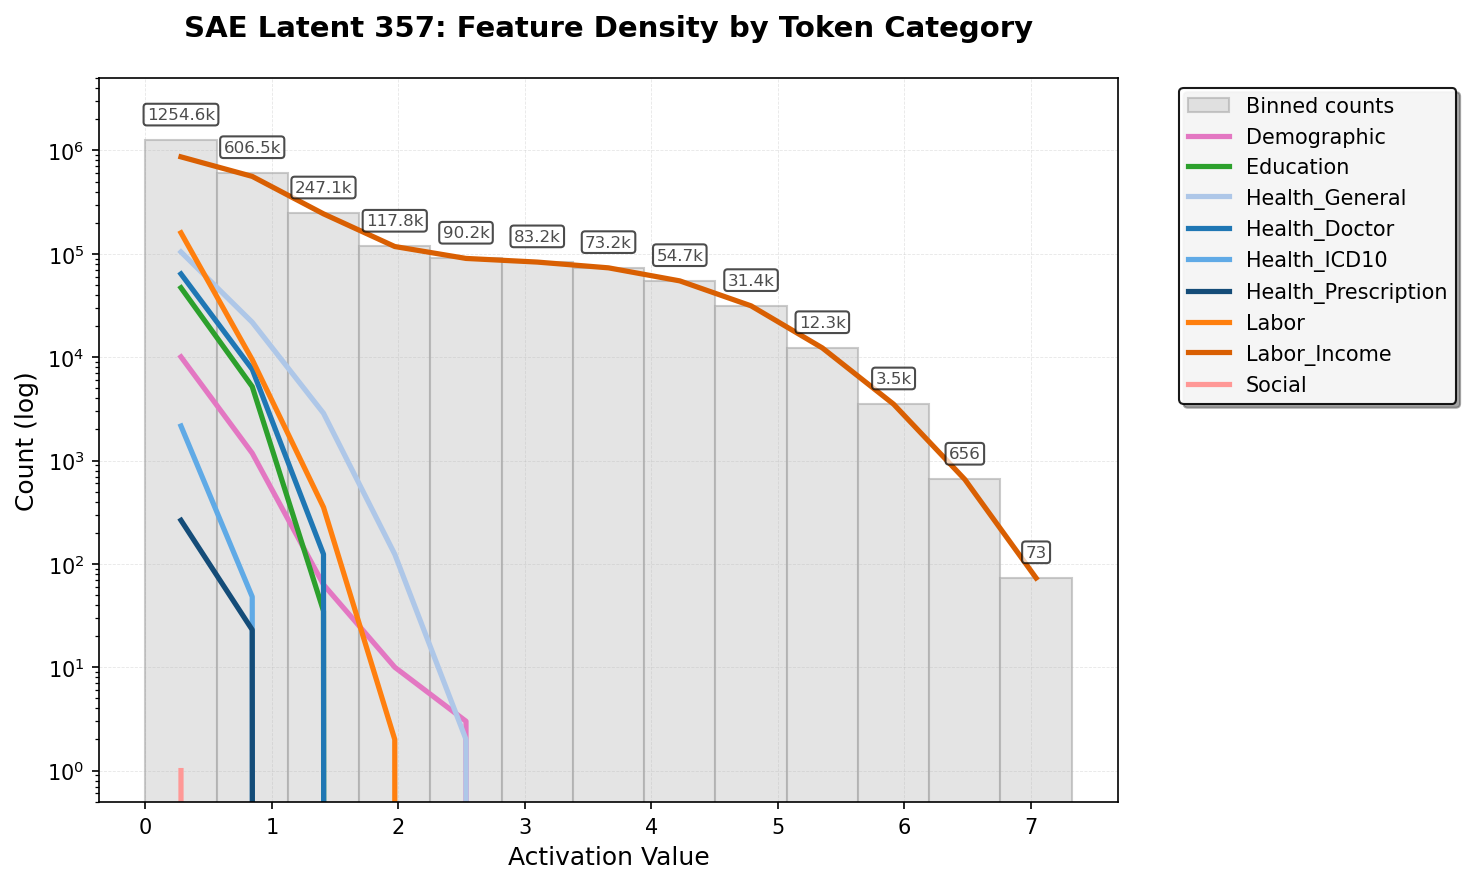 SAE Latent 357: Feature Density by Token Category
1254.6k
606.5k
247.1k
117.8k
90.2k
83.2k
73.2k
54.7k
31.4k
12.3k
3.5k
656
73
Count (log)
10^6
10^5
10^4
10^3
10^2
10^1
10^0
0 1 2 3 4 5 6 7
Activation Value
Binned counts
Demographic
Education
Health_General
Health_Doctor
Health_ICD10
Health_Prescription
Labor
Labor_Income
Social